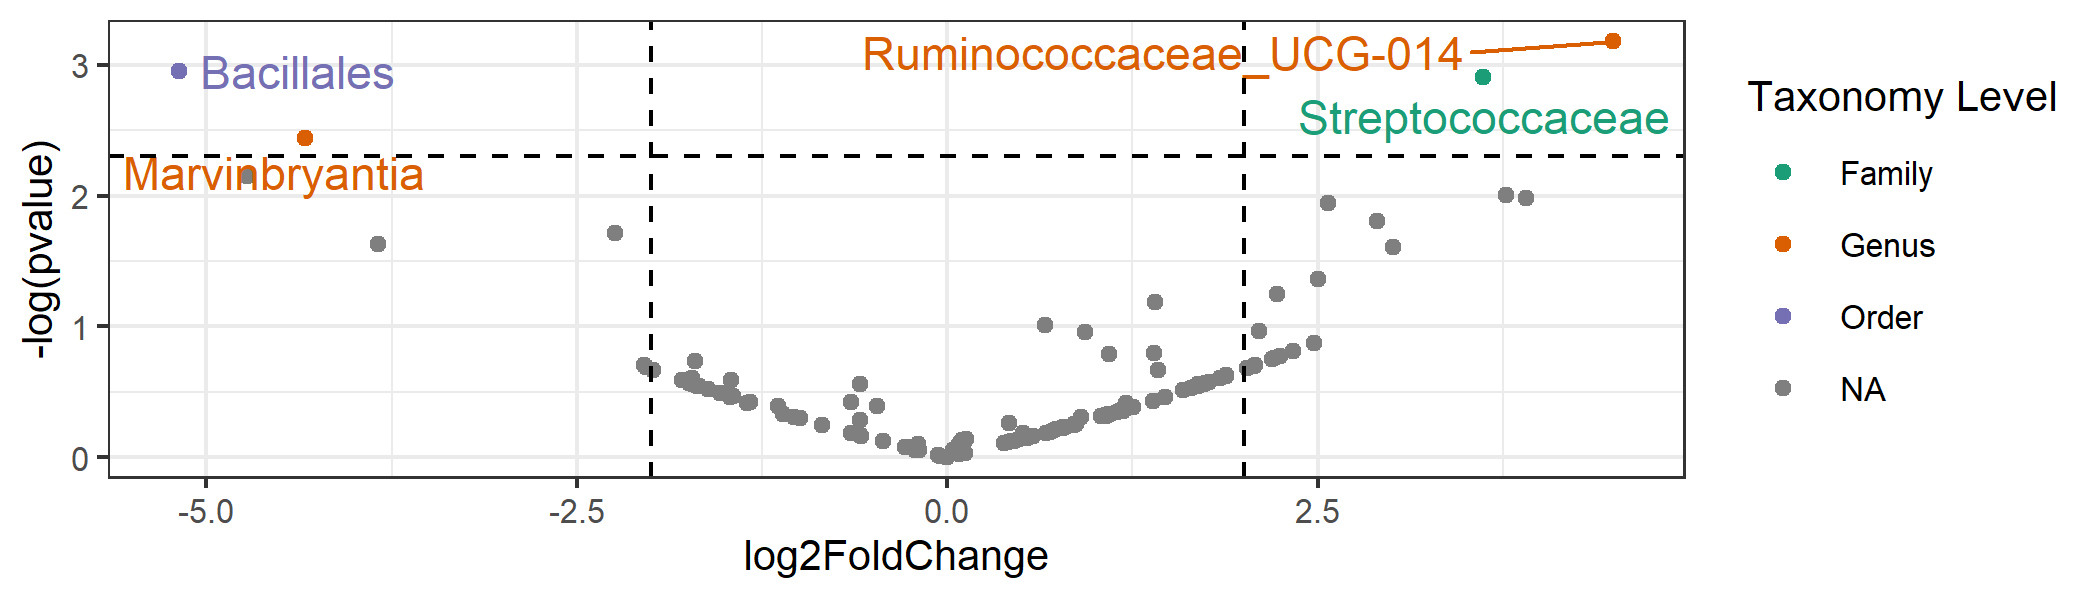 Bacillales
Ruminococcaceae_UCG-014
Streptococcaceae
Marvinbryantia
3
2
1
0
-log(pvalue)
-5.0
-2.5
0.0
2.5
log2FoldChange
Taxonomy Level
Family
Genus
Order
NA